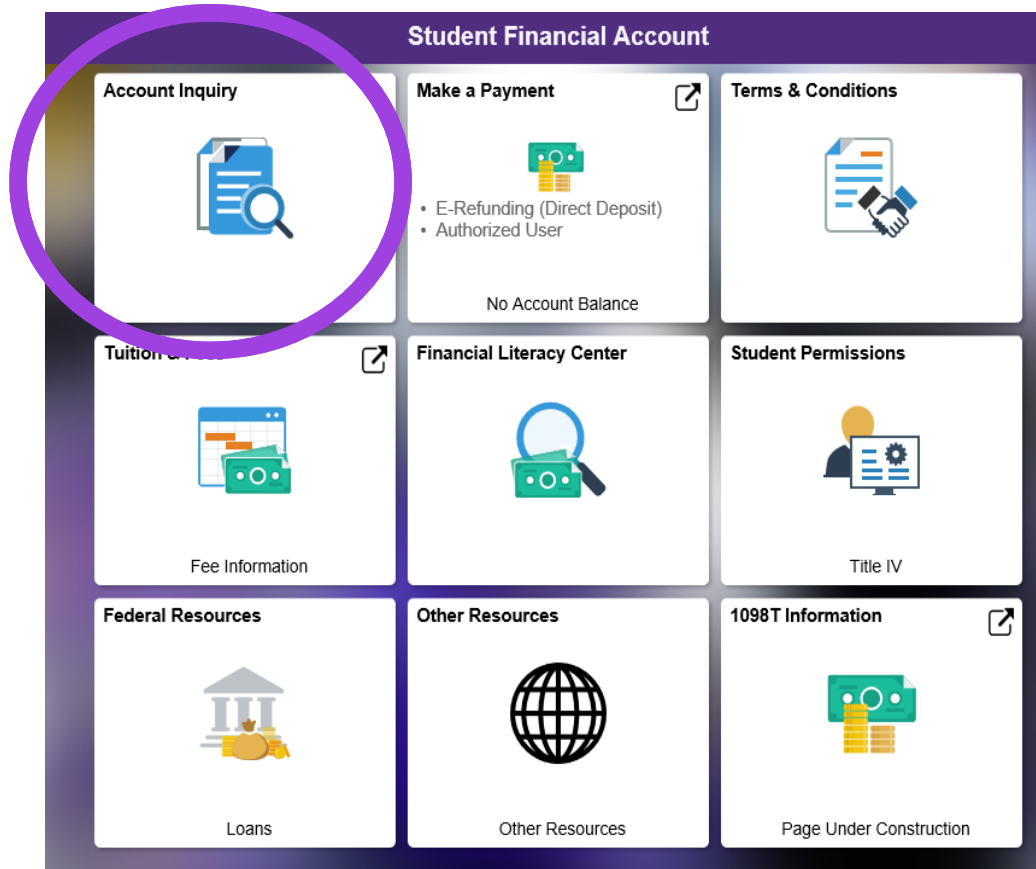 Student Financial Account
Account Inquiry
Make a Payment
• E-Refunding (Direct Deposit)
• Authorized User
No Account Balance
Terms & Conditions
Tuition &
Fee Information
Financial Literacy Center
Student Permissions
Title IV
Federal Resources
Loans
Other Resources
Other Resources
1098T Information
Page Under Construction